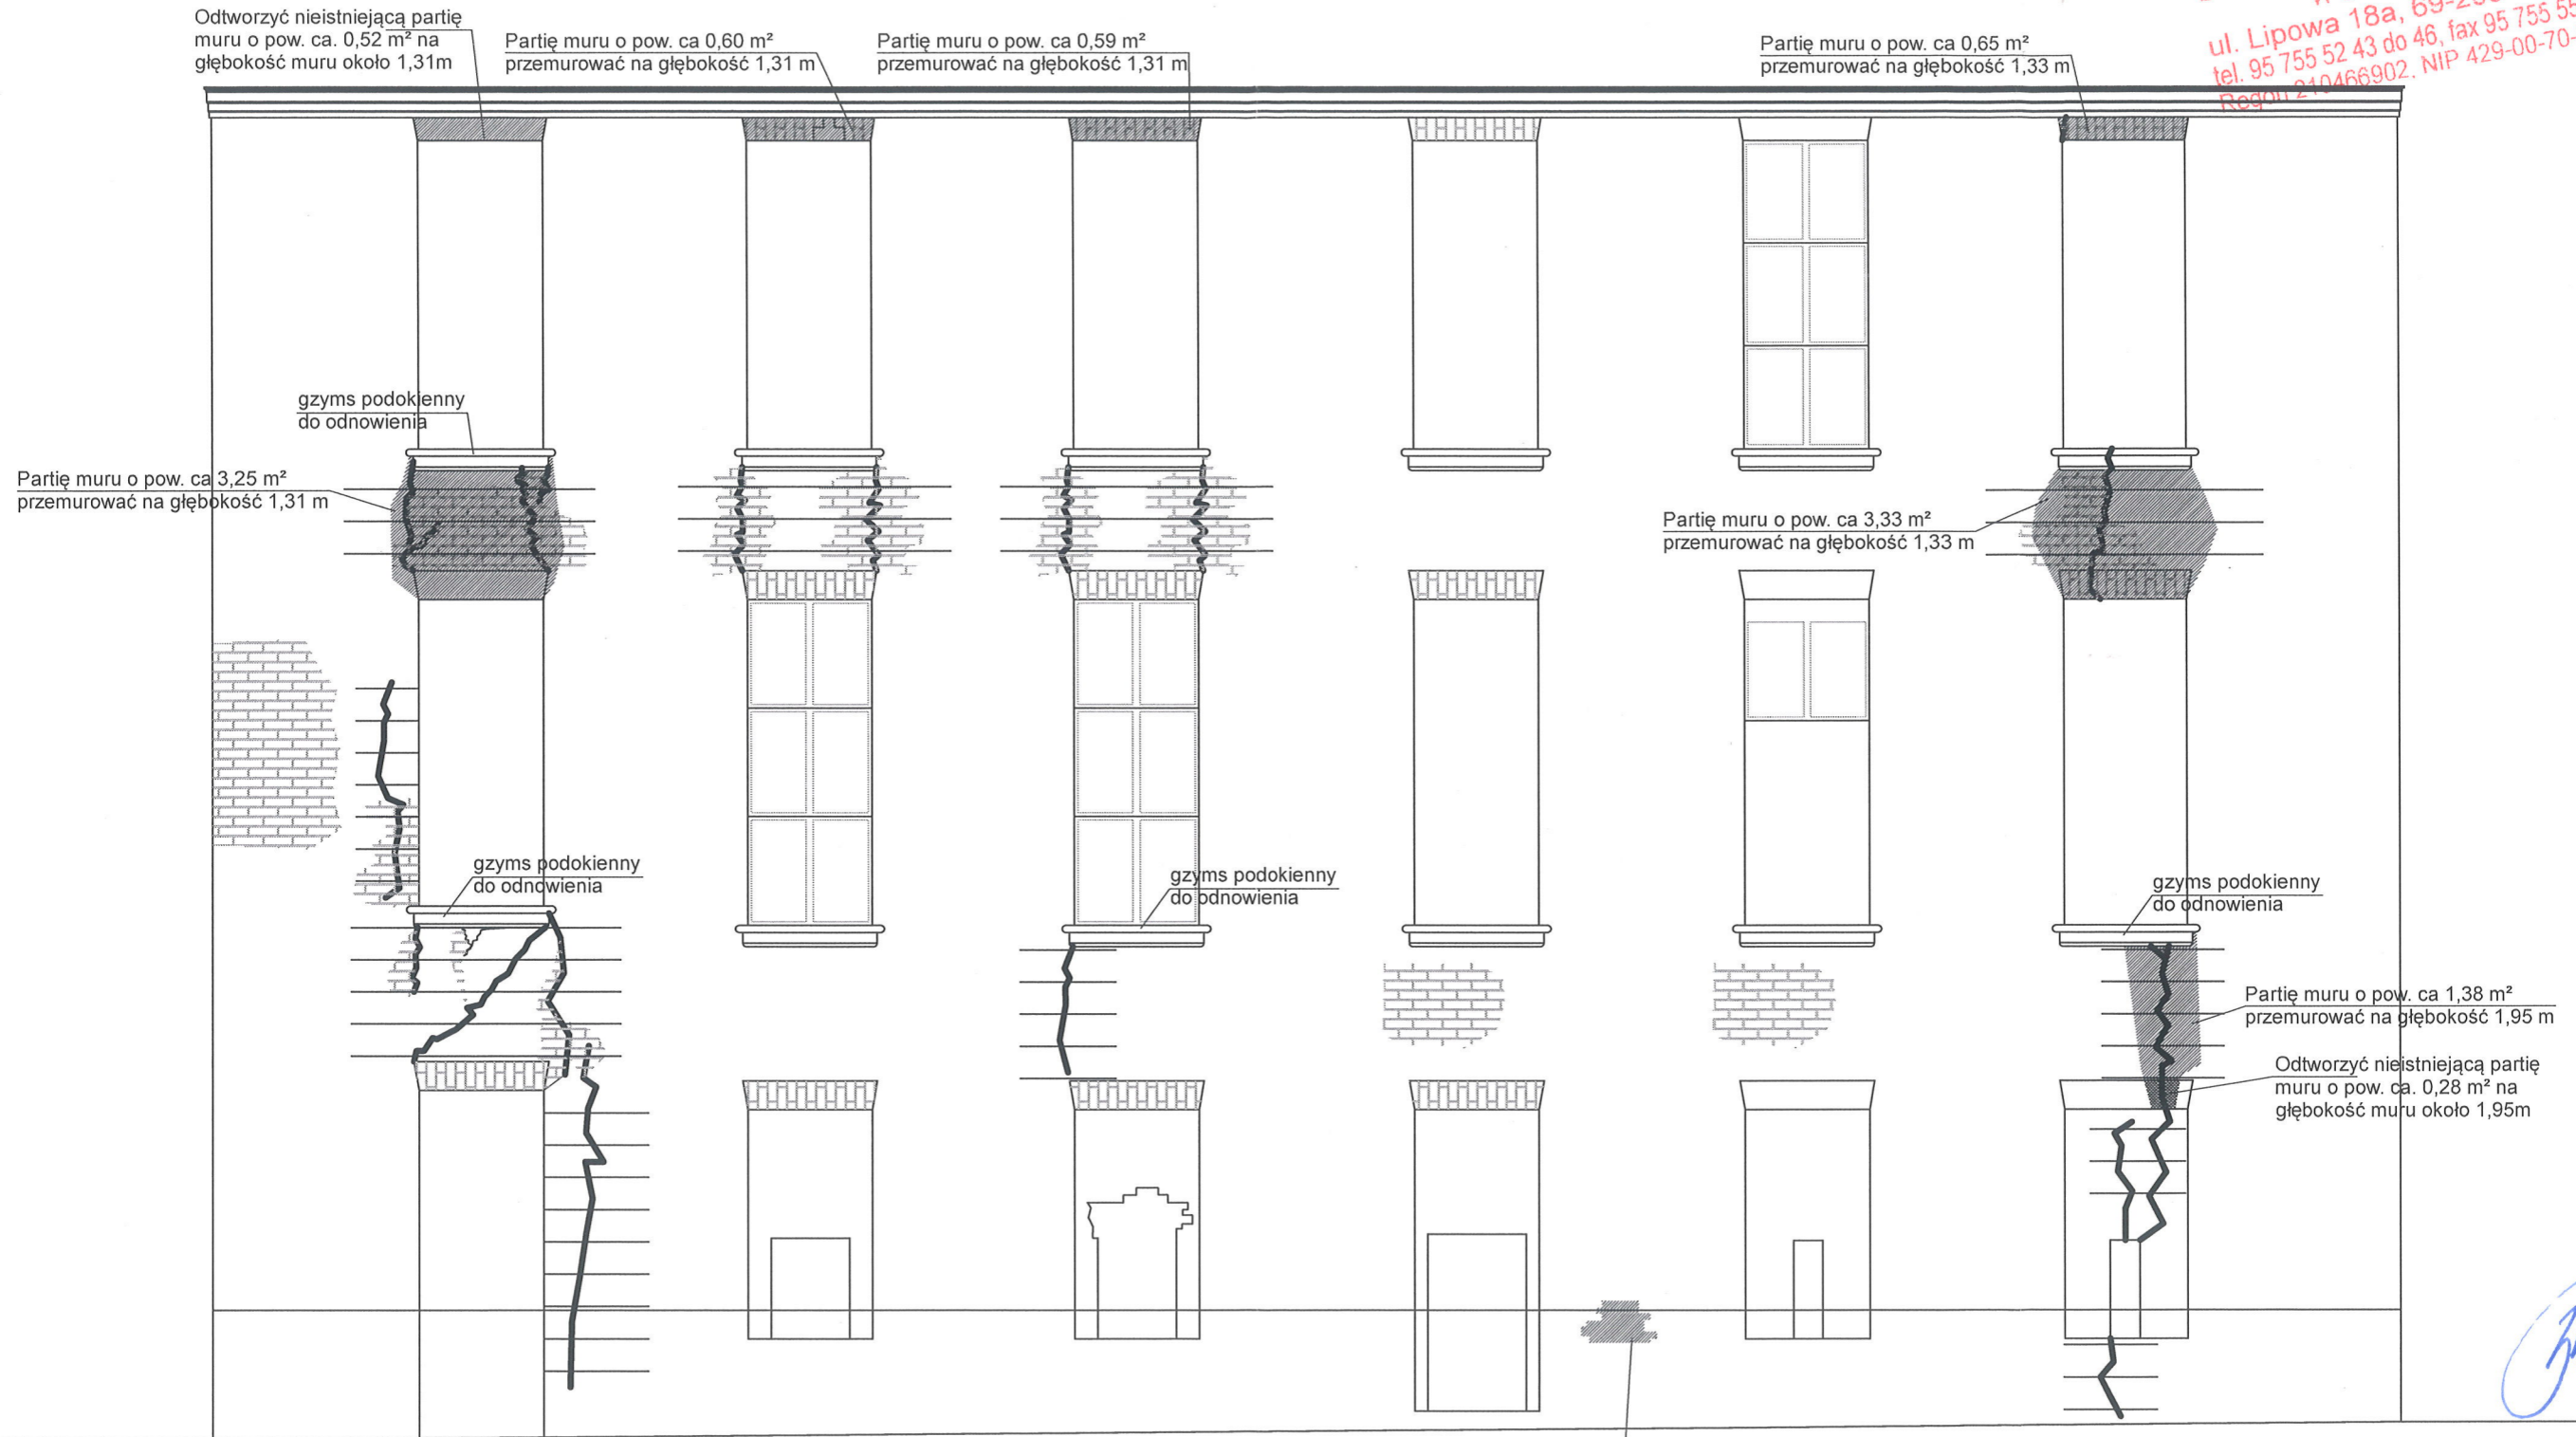 Odtworzyć nieistniejącą partię
muru o pow. ca. 0,52 m² na
głębokość muru około 1,31m
Partię muru o pow. ca 0,60 m²
przemurować na głębokość 1,31 m
Partię muru o pow. ca 0,59 m²
przemurować na głębokość 1,31 m
Partię muru o pow. ca 0,65 m²
przemurować na głębokość 1,33 m
ul. Lipowa 18a,
tel. 95 755 52 43 do 46, fax 95 755
Regon 210466902, NIP 429-00-70-
gzyms podokienny
do odnowienia
Partię muru o pow. ca 3,25 m²
przemurować na głębokość 1,31 m
Partię muru o pow. ca 3,33 m²
przemurować na głębokość 1,33 m
gzyms podokienny
do odnowienia
gzyms podokienny
do odnowienia
gzyms podokienny
do odnowienia
Partię muru o pow. ca 1,38 m²
przemurować na głębokość 1,95 m
Odtworzyć nieistniejącą partię
muru o pow. ca. 0,28 m² na
głębokość muru około 1,95m